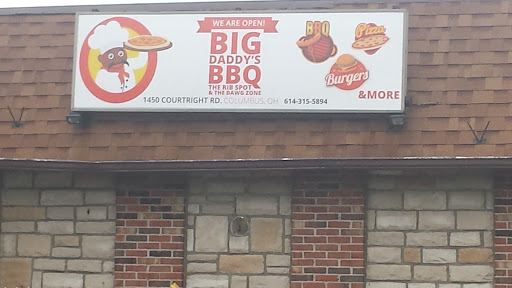 WE ARE OPEN!
BIG
DADDY'S
BBQ
THE RIB SPOT
& THE DAWG ZONE
BBQ
Pizza
Burgers
&MORE
1450 COURTRIGHT RD. COLUMBUS, OH 614-315-5894